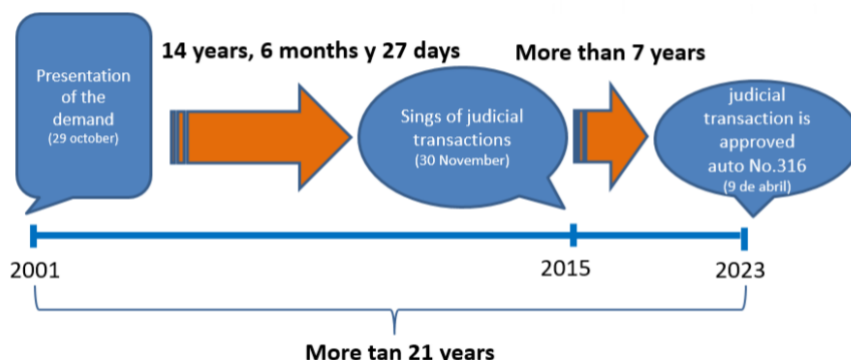 14 years, 6 months y 27 days
More than 7 years
Presentation
of the
demand
(29 october)
Sings of judicial
transactions
(30 November)
judicial
transaction is
approved
auto No.316
(9 de abril)
2001
2015
2023
More tan 21 years